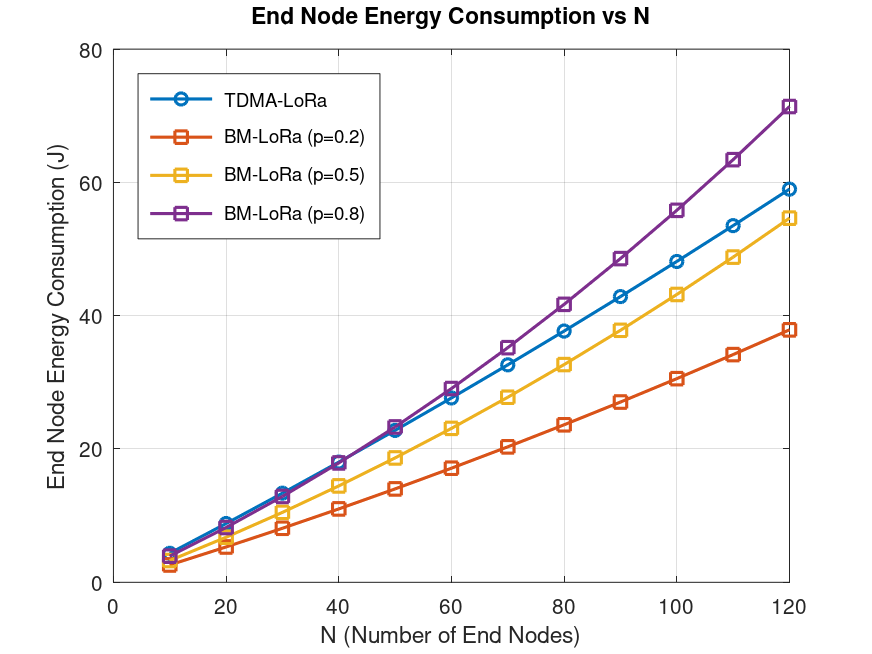 End Node Energy Consumption vs N
80
60
40
20
0
End Node Energy Consumption (J)
TDMA-LoRa
BM-LoRa (p=0.2)
BM-LoRa (p=0.5)
BM-LoRa (p=0.8)
0 20 40 60 80 100 120
N (Number of End Nodes)